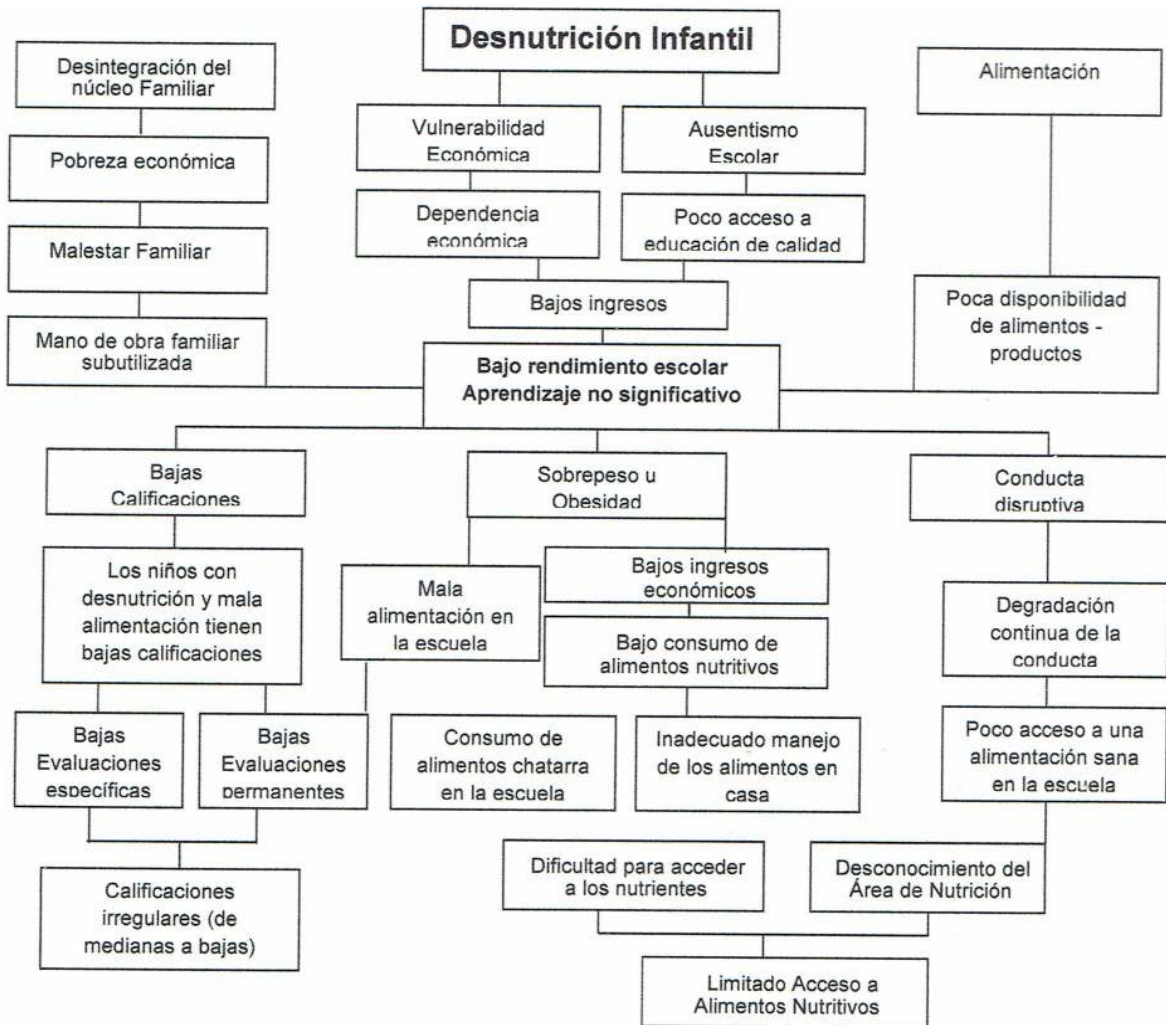 Desnutrición Infantil
Desintegración del
núcleo Familiar
Alimentación
Vulnerabilidad
Económica
Ausentismo
Escolar
Pobreza económica
Dependencia
económica
Poco acceso a
educación de calidad
Malestar Familiar
Bajos ingresos
Poca disponibilidad
de alimentos -
productos
Mano de obra familiar
subutilizada
Bajo rendimiento escolar
Aprendizaje no significativo
Bajas
Calificaciones
Sobrepeso u
Obesidad
Conducta
disruptiva
Los niños con
desnutrición y mala
alimentación tienen
bajas calificaciones
Mala
alimentación en
la escuela
Bajos ingresos
económicos
Bajo consumo de
alimentos nutritivos
Degradación
continua de la
conducta
Bajas
Evaluaciones
específicas
Bajas
Evaluaciones
permanentes
Consumo de
alimentos chatarra
en la escuela
Inadecuado manejo
de los alimentos en
casa
Poco acceso a una
alimentación sana
en la escuela
Calificaciones
irregulares (de
medianas a bajas)
Dificultad para acceder
a los nutrientes
Desconocimiento del
Área de Nutrición
Limitado Acceso a
Alimentos Nutritivos